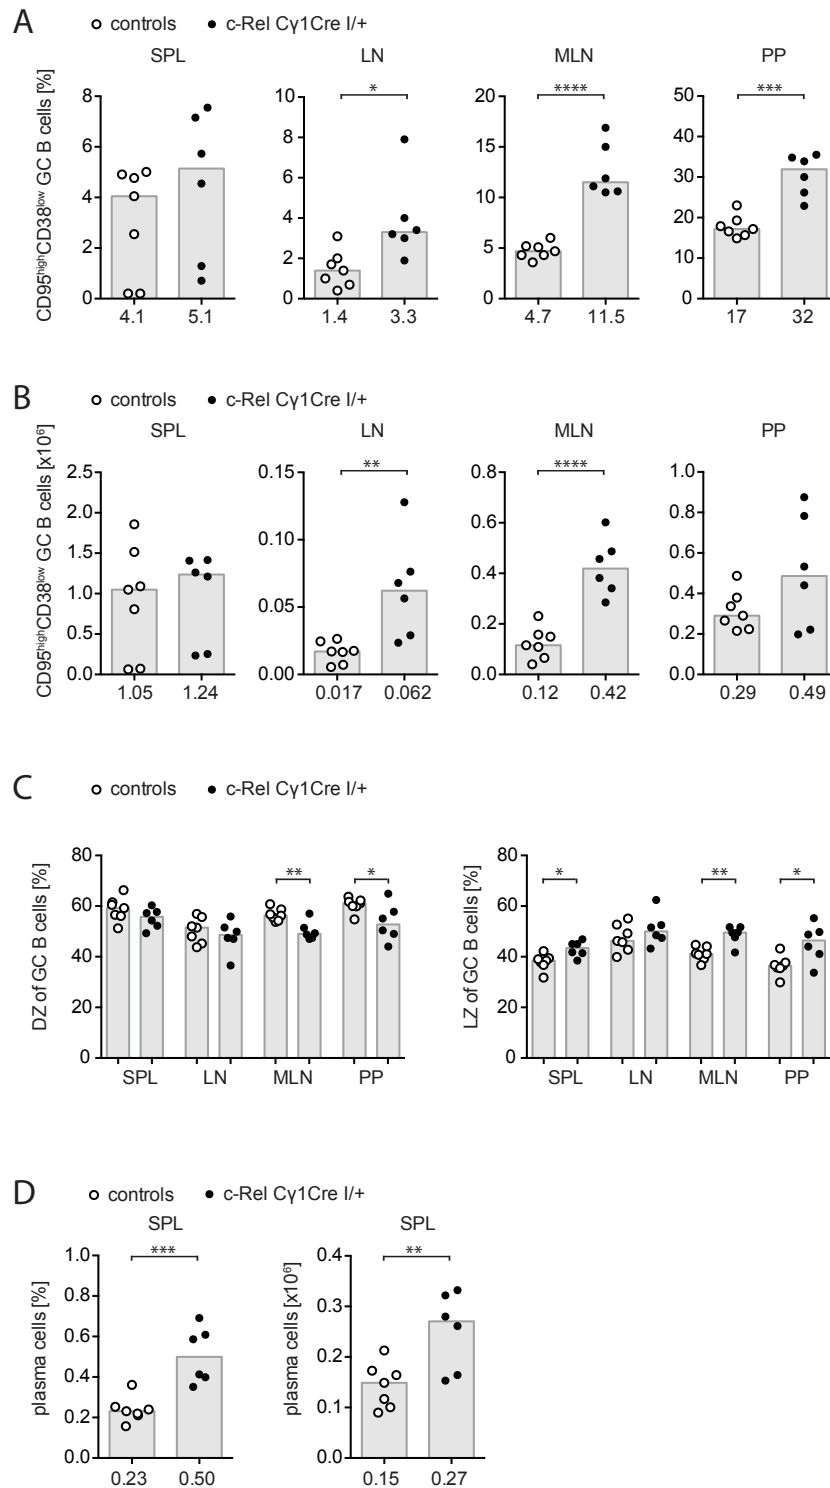 A
controls c-Rel Cγ1Cre I/+
SPL LN MLN PP
CD95highCD38low GC B cells [%]
8 10 20 50
* **** ***
8 40
6 15
6 30
4 10
4 20
2 5
2 10
0 0 0 0
4.1 5.1 1.4 3.3 4.7 11.5 17 32
B
controls c-Rel Cγ1Cre I/+
SPL LN MLN PP
CD95highCD38low GC B cells [x10⁶]
2.5 0.15 0.8 1.0
** ****
2.0 0.8
0.6
1.5 0.10 0.6
0.4
1.0 0.4
0.05
0.5 0.2 0.2
0.0 0.00 0.0 0.0
1.05 1.24 0.017 0.062 0.12 0.42 0.29 0.49
C
controls c-Rel Cγ1Cre I/+
DZ of GC B cells [%]
80
** *
60
40
20
0
SPL LN MLN PP
LZ of GC B cells [%]
80
* ** *
60
40
20
0
SPL LN MLN PP
D
controls c-Rel Cγ1Cre I/+
SPL
plasma cells [%]
1.0
***
0.8
0.6
0.4
0.2
0.0
0.23 0.50
SPL
plasma cells [x10⁶]
0.4
**
0.3
0.2
0.1
0.0
0.15 0.27